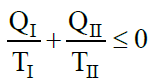 Q_I/T_I + Q_II/T_II ≤ 0